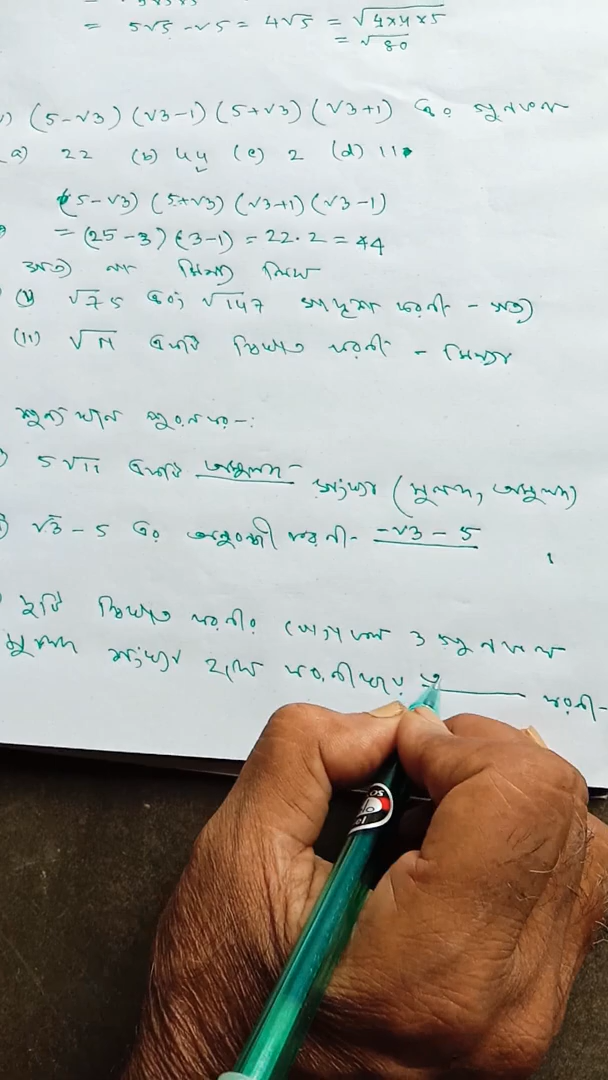 = 5√5 - √5 = 4√5 = √4×4×5
= √80
(5-√3) (√3-1) (5+√3) (√3+1) এর গুণফল
a) 22 (b) 44 (c) 2 (d) 11
(5-√3) (5+√3) (√3+1) (√3-1)
= (25-3) (3-1) = 22.2 = 44
সত্য বা মিথ্যা লিখি
(i) √75 এবং √147 সদৃশ করণী - সত্য
(ii) √π একটি দ্বিঘাত করণী - মিথ্যা
শূন্যস্থান পূরণ কর-:
5√11 একটি অমূলদ সংখ্যা (মূলদ, অমূলদ)
√3-5 এর অনুবন্ধী করণী -√3-5
দুটি দ্বিঘাত করণীর যোগফল ও গুণফল
মূলদ সংখ্যা হলে করণীদ্বয় করণী-